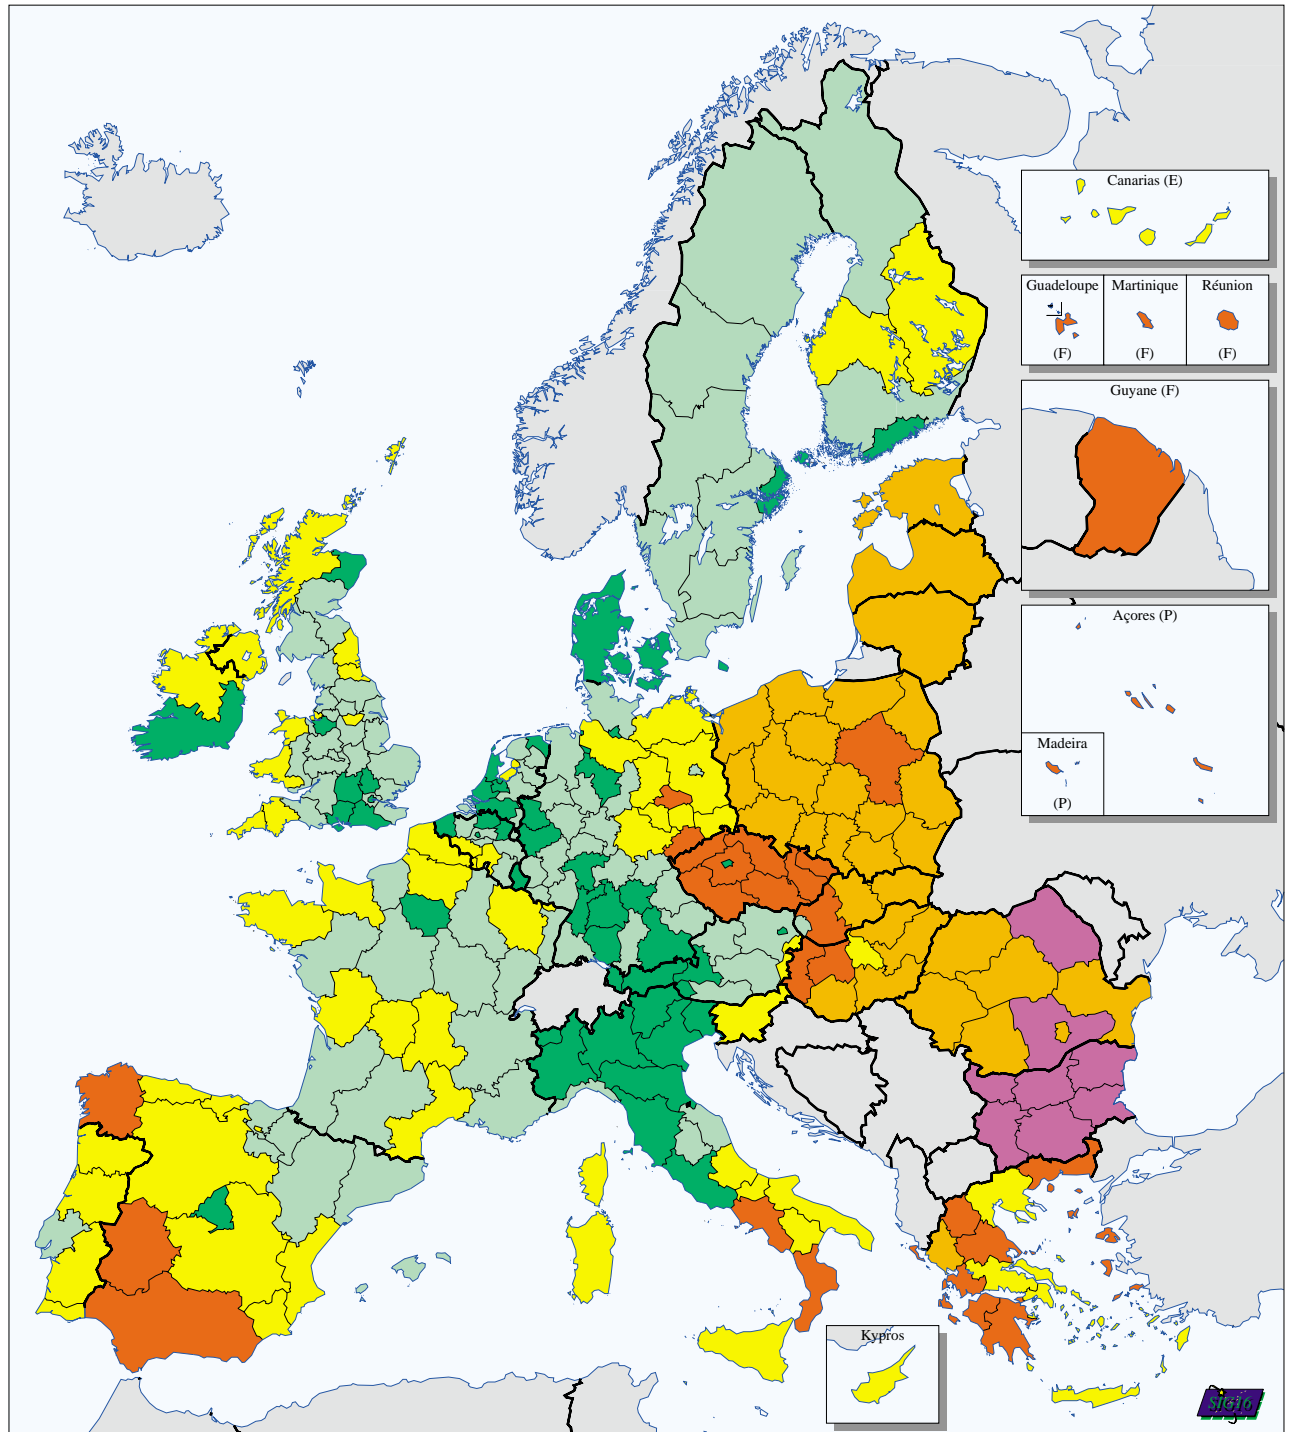 Canarias (E)
Guadeloupe
Martinique
Réunion
(F)
(F)
(F)
Guyane (F)
Açores (P)
Madeira
(P)
Kypros
SIG16